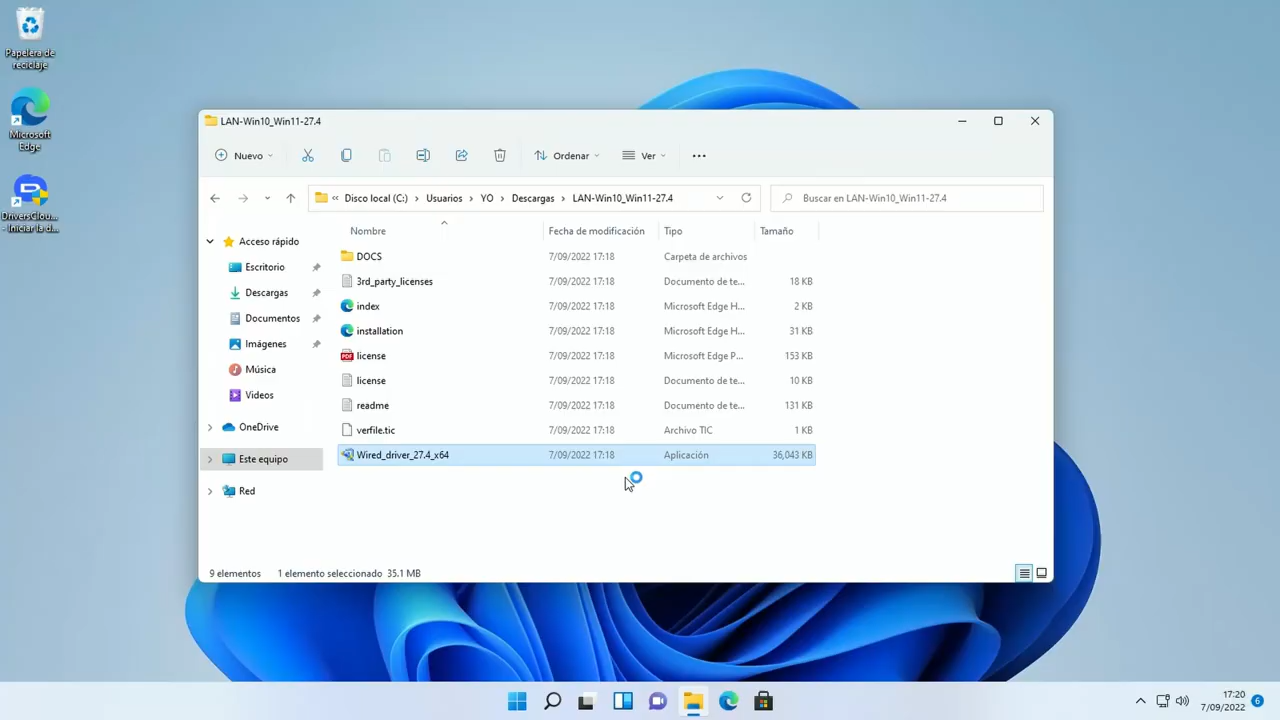 Papelera de
reciclaje
Microsoft
Edge
DriversClou...
- Iniciar la d...
LAN-Win10_Win11-27.4
Nuevo
Ordenar
Ver
« Disco local (C:) > Usuarios > YO > Descargas > LAN-Win10_Win11-27.4
Buscar en LAN-Win10_Win11-27.4
Nombre Fecha de modificación Tipo Tamaño
Acceso rápido
Escritorio
Descargas
Documentos
Imágenes
Música
Videos
OneDrive
Este equipo
Red
DOCS 7/09/2022 17:18 Carpeta de archivos
3rd_party_licenses 7/09/2022 17:18 Documento de te... 18 KB
index 7/09/2022 17:18 Microsoft Edge H... 2 KB
installation 7/09/2022 17:18 Microsoft Edge H... 31 KB
license 7/09/2022 17:18 Microsoft Edge P... 153 KB
license 7/09/2022 17:18 Documento de te... 10 KB
readme 7/09/2022 17:18 Documento de te... 131 KB
verfile.tic 7/09/2022 17:18 Archivo TIC 1 KB
Wired_driver_27.4_x64 7/09/2022 17:18 Aplicación 36,043 KB
9 elementos 1 elemento seleccionado 35.1 MB
17:20
7/09/2022
6